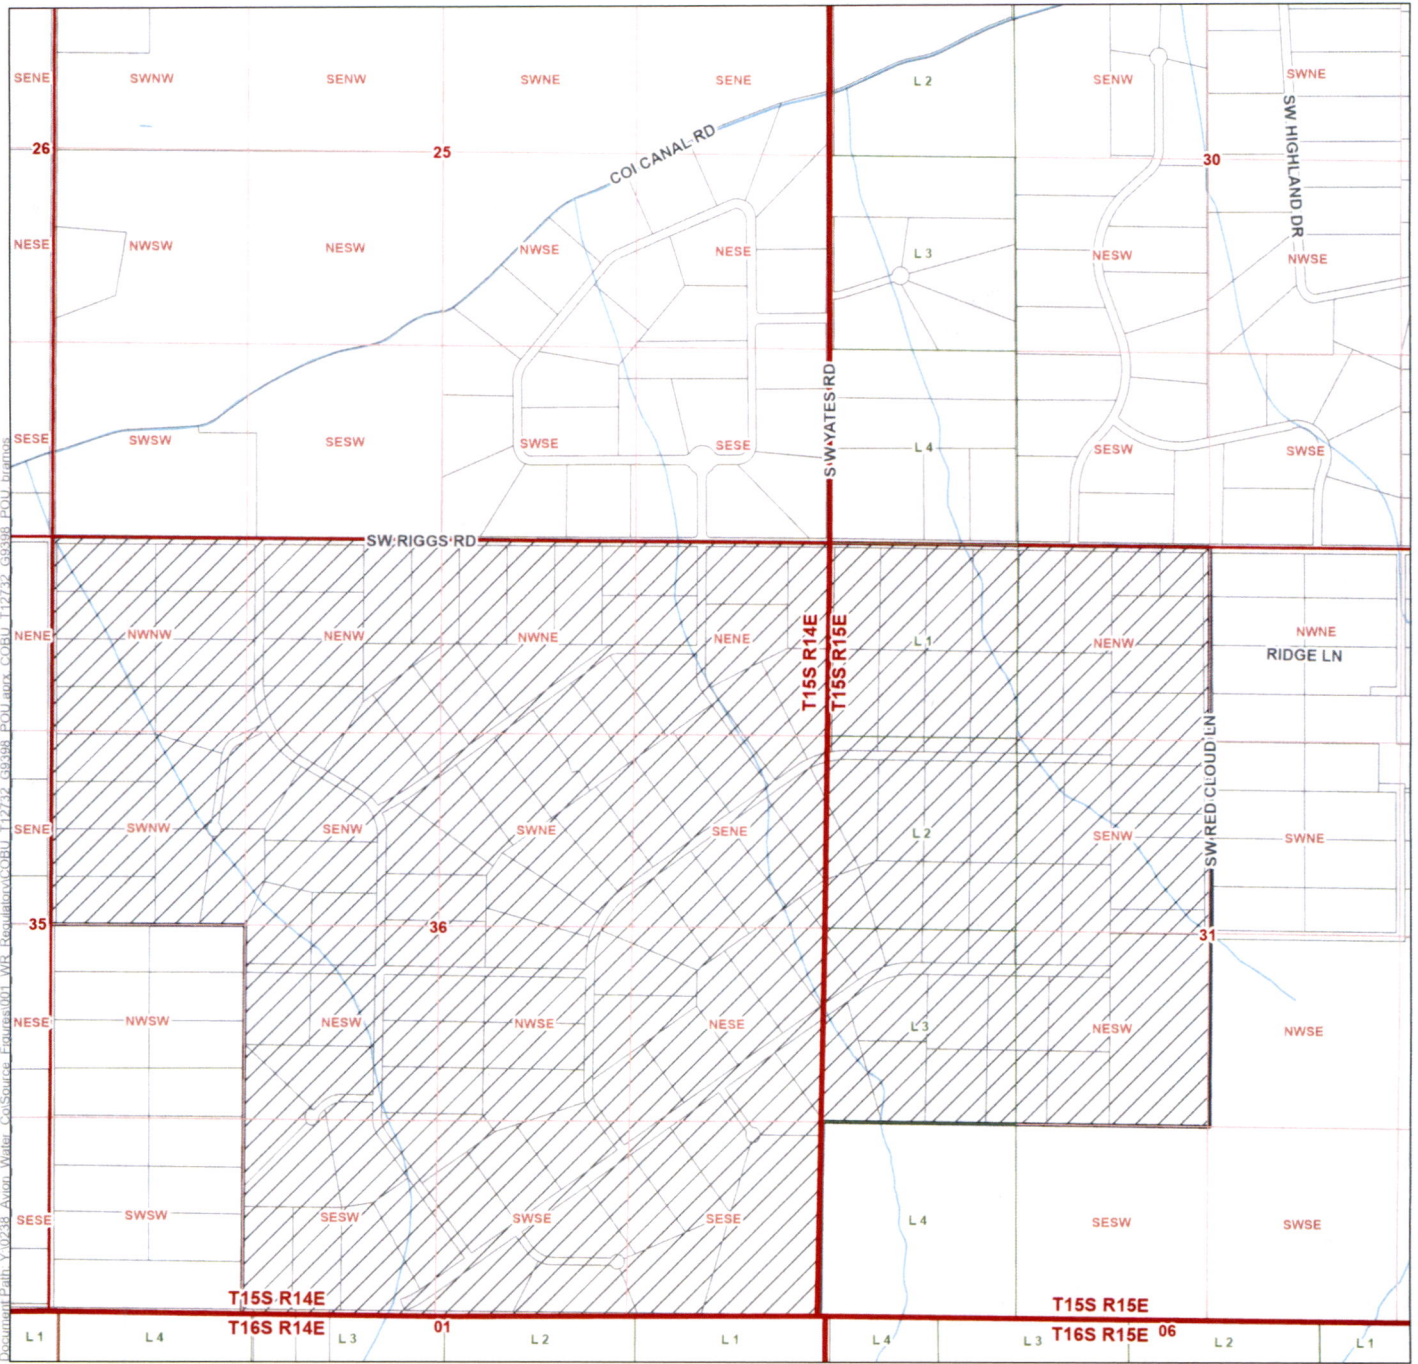 SENE SWNW SENW SWNE SENE L 2 SENW SWNE
COI CANAL RD
SW HIGHLAND DR
26 25 30
NESE NWSW NESW NWSE NESE L 3 NESW NWSE
SW YATES RD
SESE SWSW SESW SWSE SESE L 4 SESW SWSE
SW RIGGS RD
NENE NWNW NENW NWNE NENE L 1 NENW NWNE
T15S R14E
T15S R15E
RIDGE LN
SW RED CLOUD LN
SENE SWNW SENW SWNE SENE L 2 SENW SWNE
35 36 31
NESE NWSW NESW NWSE NESE L 3 NESW NWSE
SESE SWSW SESW SWSE SESE L 4 SESW SWSE
T15S R14E T15S R15E
T16S R14E 01 T16S R15E 06
L 1 L 4 L 3 L 2 L 1 L 4 L 3 L 2 L 1